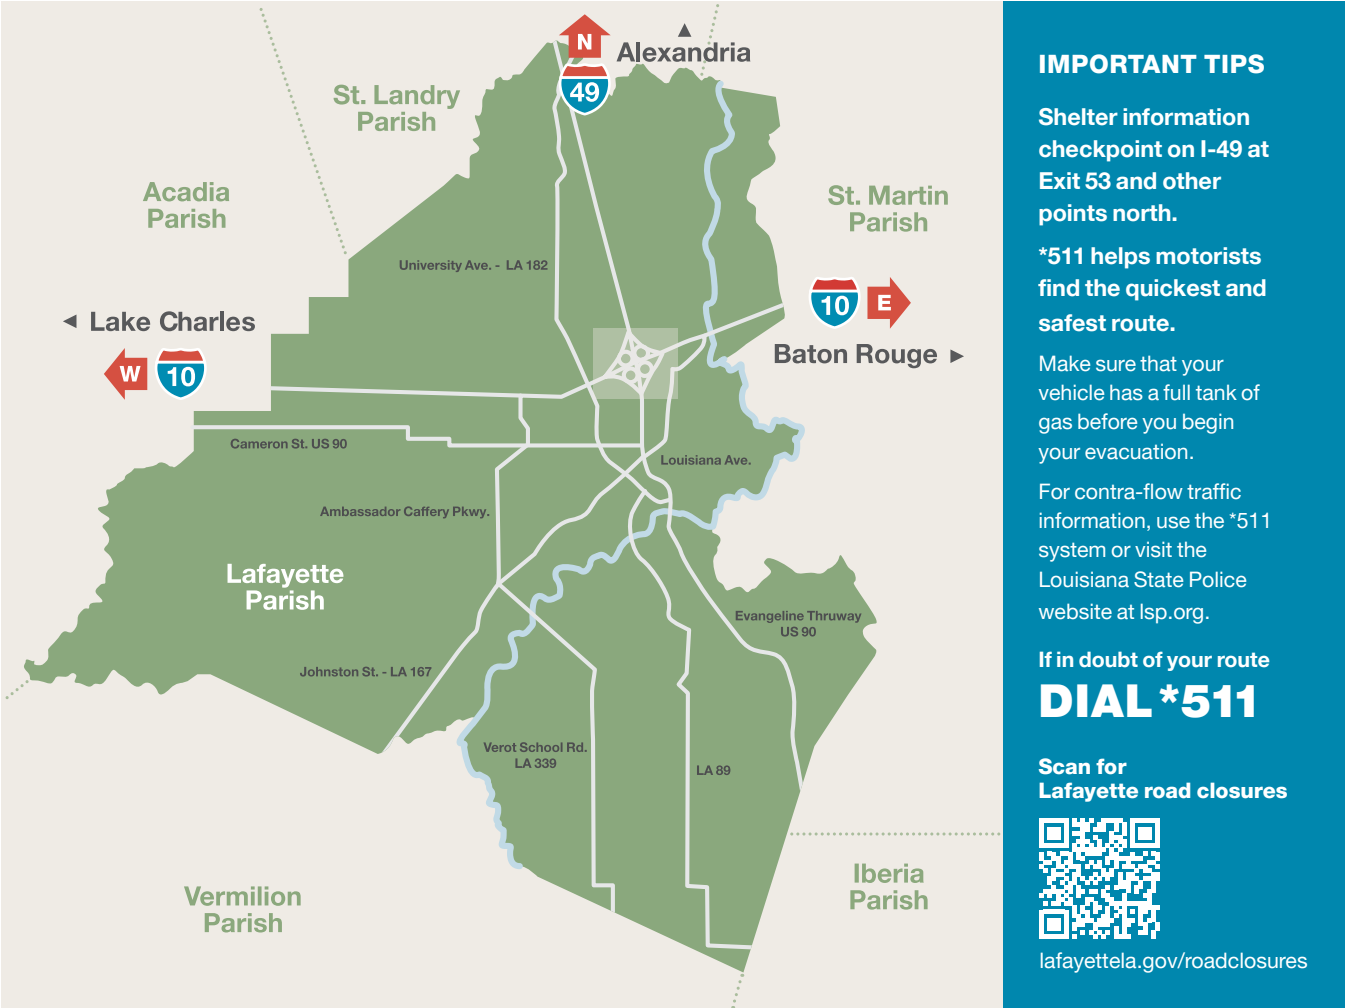 N
▲
Alexandria
49
St. Landry
Parish
Acadia
Parish
St. Martin
Parish
University Ave. - LA 182
10
E
◄ Lake Charles
W
10
Baton Rouge ►
Cameron St. US 90
Louisiana Ave.
Ambassador Caffery Pkwy.
Lafayette
Parish
Evangeline Thruway
US 90
Johnston St. - LA 167
Verot School Rd.
LA 339
LA 89
Vermilion
Parish
Iberia
Parish
IMPORTANT TIPS
Shelter information
checkpoint on I-49 at
Exit 53 and other
points north.
*511 helps motorists
find the quickest and
safest route.
Make sure that your
vehicle has a full tank of
gas before you begin
your evacuation.
For contra-flow traffic
information, use the *511
system or visit the
Louisiana State Police
website at lsp.org.
If in doubt of your route
DIAL *511
Scan for
Lafayette road closures
lafayettela.gov/roadclosures